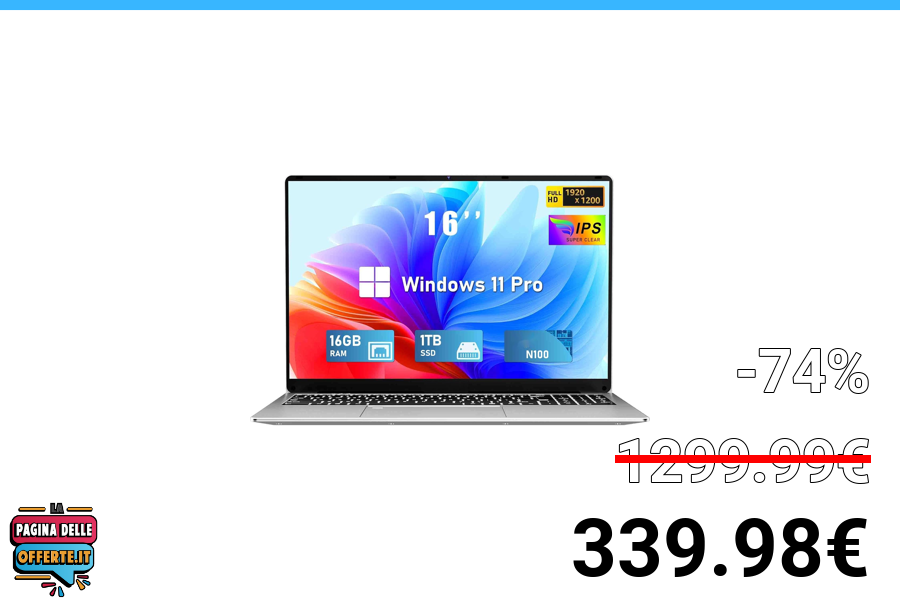 16’’
FULL HD 1920 x 1200
IPS
SUPER CLEAR
Windows 11 Pro
16GB
RAM
1TB
SSD
N100
-74%
1299.99€
339.98€
LA
PAGINA DELLE
OFFERTE.IT